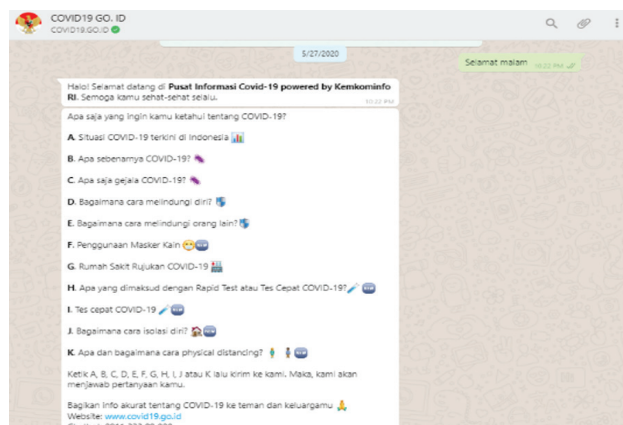 COVID19 GO. ID
COVID19.GO.ID
5/27/2020
Selamat malam 10:22 PM
Halo! Selamat datang di Pusat Informasi Covid-19 powered by Kemkominfo
RI. Semoga kamu sehat-sehat selalu.
10:22 PM
Apa saja yang ingin kamu ketahui tentang COVID-19?
A. Situasi COVID-19 terkini di Indonesia
B. Apa sebenarnya COVID-19?
C. Apa saja gejala COVID-19?
D. Bagaimana cara melindungi diri?
E. Bagaimana cara melindungi orang lain?
F. Penggunaan Masker Kain
G. Rumah Sakit Rujukan COVID-19
H. Apa yang dimaksud dengan Rapid Test atau Tes Cepat COVID-19?
I. Tes cepat COVID-19
J. Bagaimana cara isolasi diri?
K. Apa dan bagaimana cara physical distancing?
Ketik A, B, C, D, E, F, G, H, I, J atau K lalu kirim ke kami. Maka, kami akan
menjawab pertanyaan kamu.
Bagikan info akurat tentang COVID-19 ke teman dan keluargamu
Website: www.covid19.go.id